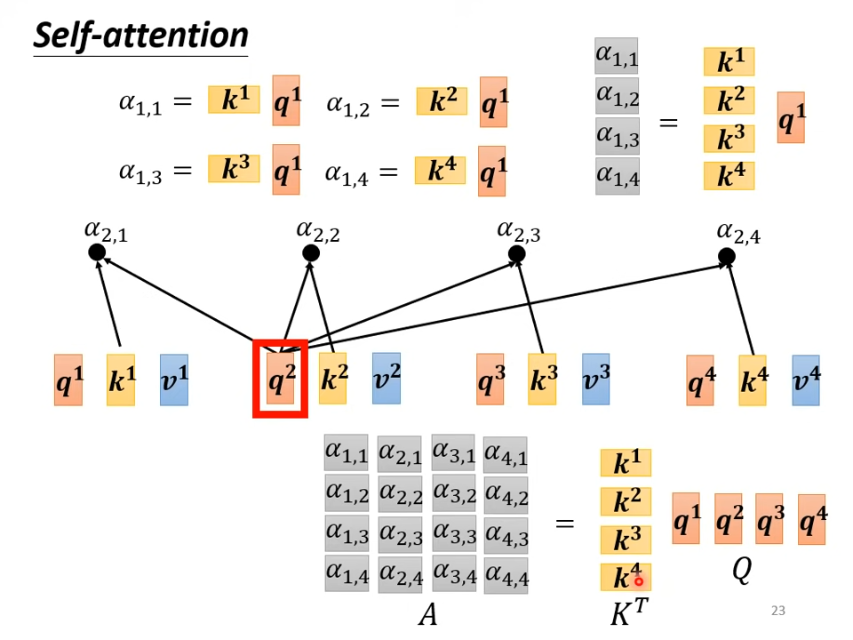 Self-attention
α₁,₁ = k¹ q¹ α₁,₂ = k² q¹
α₁,₃ = k³ q¹ α₁,₄ = k⁴ q¹
α₁,₁
α₁,₂
α₁,₃
α₁,₄
=
k¹
k²
k³
k⁴
q¹
α₂,₁ α₂,₂ α₂,₃ α₂,₄
q¹ k¹ v¹ q² k² v² q³ k³ v³ q⁴ k⁴ v⁴
α₁,₁ α₂,₁ α₃,₁ α₄,₁
α₁,₂ α₂,₂ α₃,₂ α₄,₂
α₁,₃ α₂,₃ α₃,₃ α₄,₃
α₁,₄ α₂,₄ α₃,₄ α₄,₄
=
k¹
k²
k³
k⁴
q¹ q² q³ q⁴
A Kᵀ Q
23